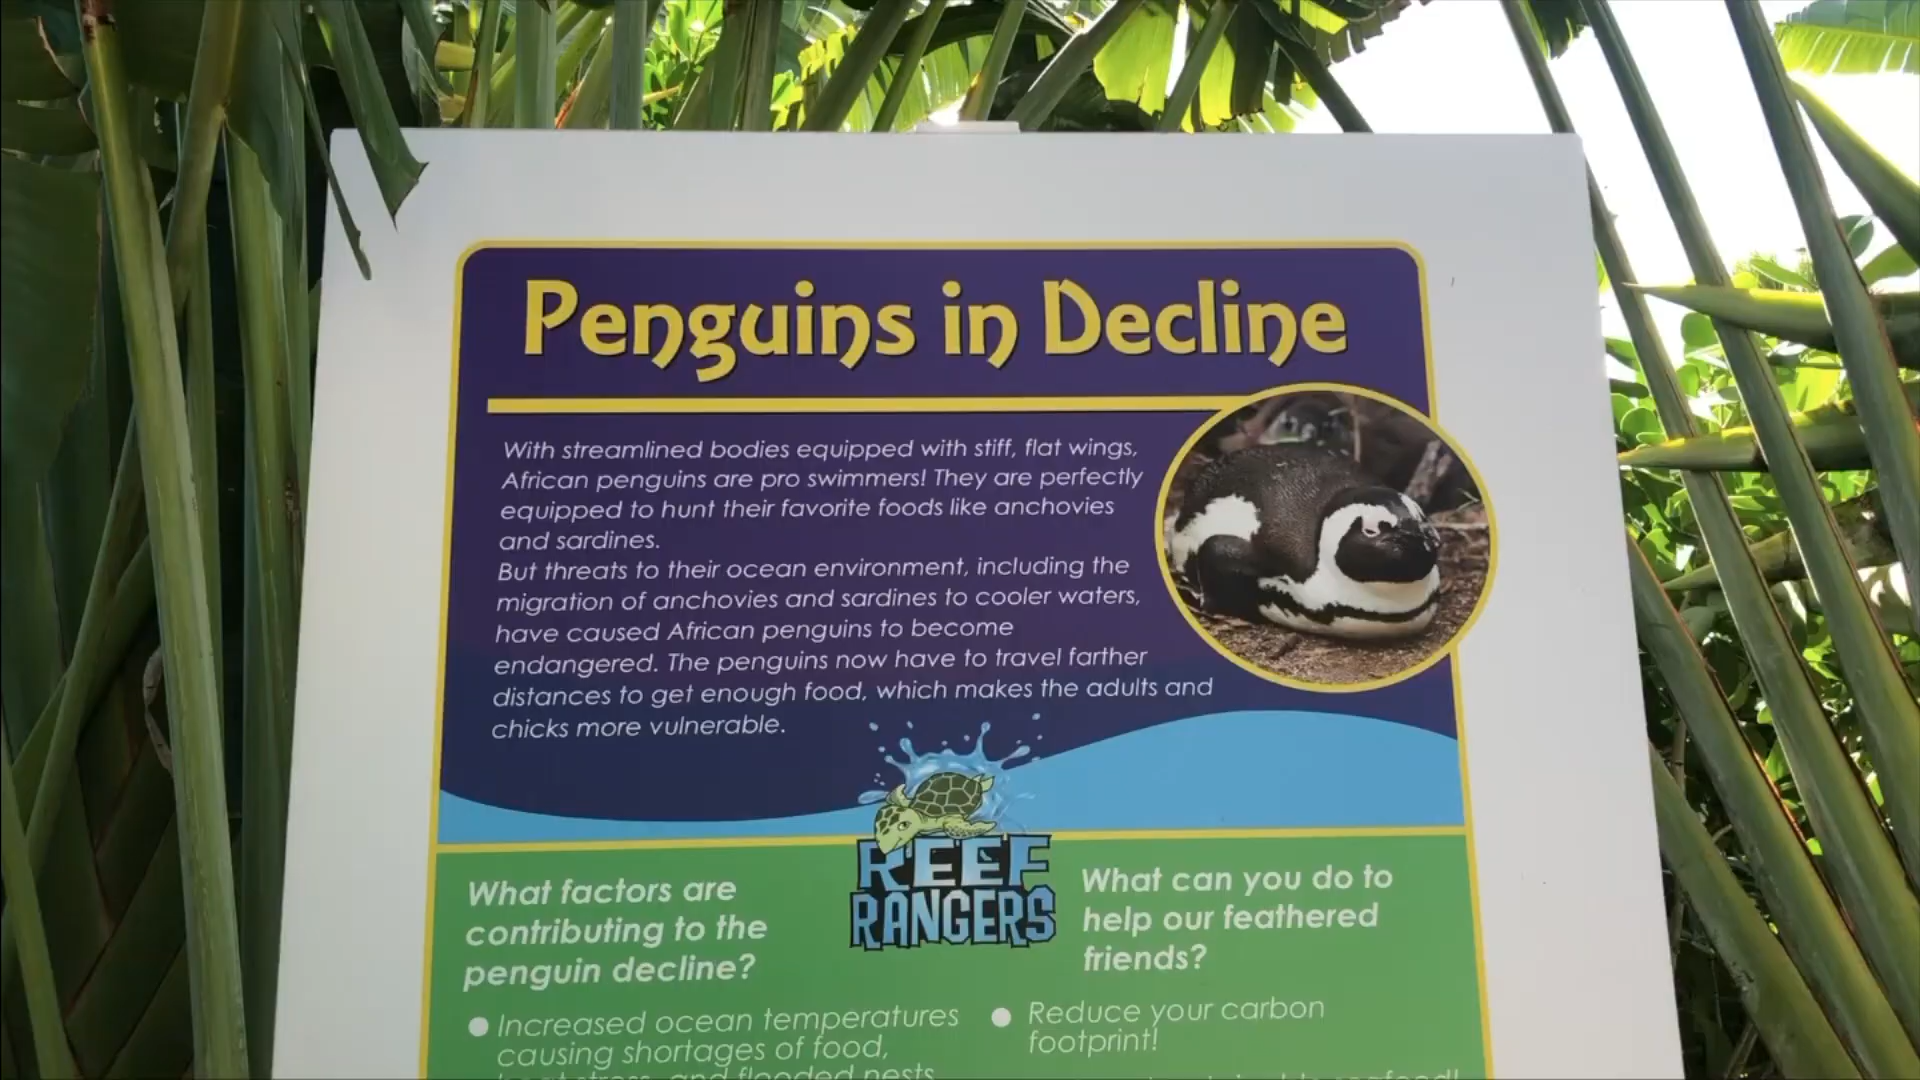 Penguins in Decline
With streamlined bodies equipped with stiff, flat wings,
African penguins are pro swimmers! They are perfectly
equipped to hunt their favorite foods like anchovies
and sardines.
But threats to their ocean environment, including the
migration of anchovies and sardines to cooler waters,
have caused African penguins to become
endangered. The penguins now have to travel farther
distances to get enough food, which makes the adults and
chicks more vulnerable.
REEF
RANGERS
What factors are
contributing to the
penguin decline?
● Increased ocean temperatures
causing shortages of food,
and flooded nests
What can you do to
help our feathered
friends?
● Reduce your carbon
footprint!
seafood!